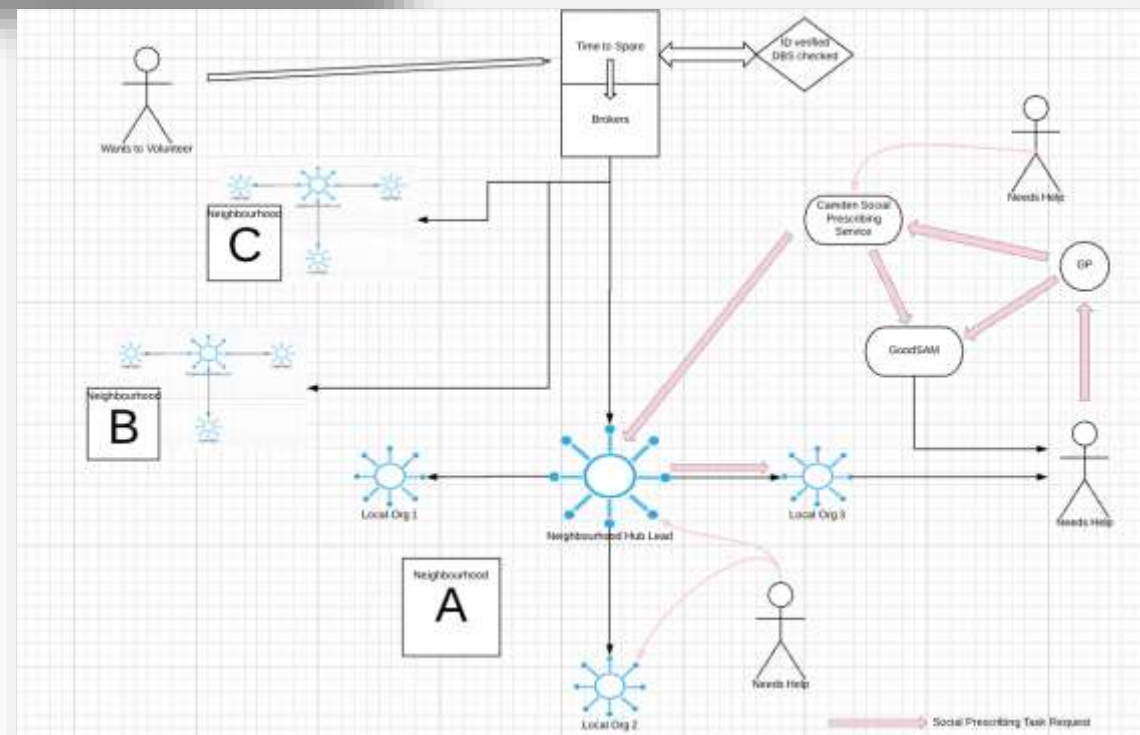 Time to Spare
ID verified
DBS checked
Brokers
Wants to Volunteer
Needs Help
Neighbourhood
C
Camden Social
Prescribing
Service
GP
GoodSAM
Neighbourhood
B
Local Org 1
Neighbourhood Hub Lead
Local Org 3
Needs Help
Neighbourhood
A
Needs Help
Local Org 2
Social Prescribing Task Request